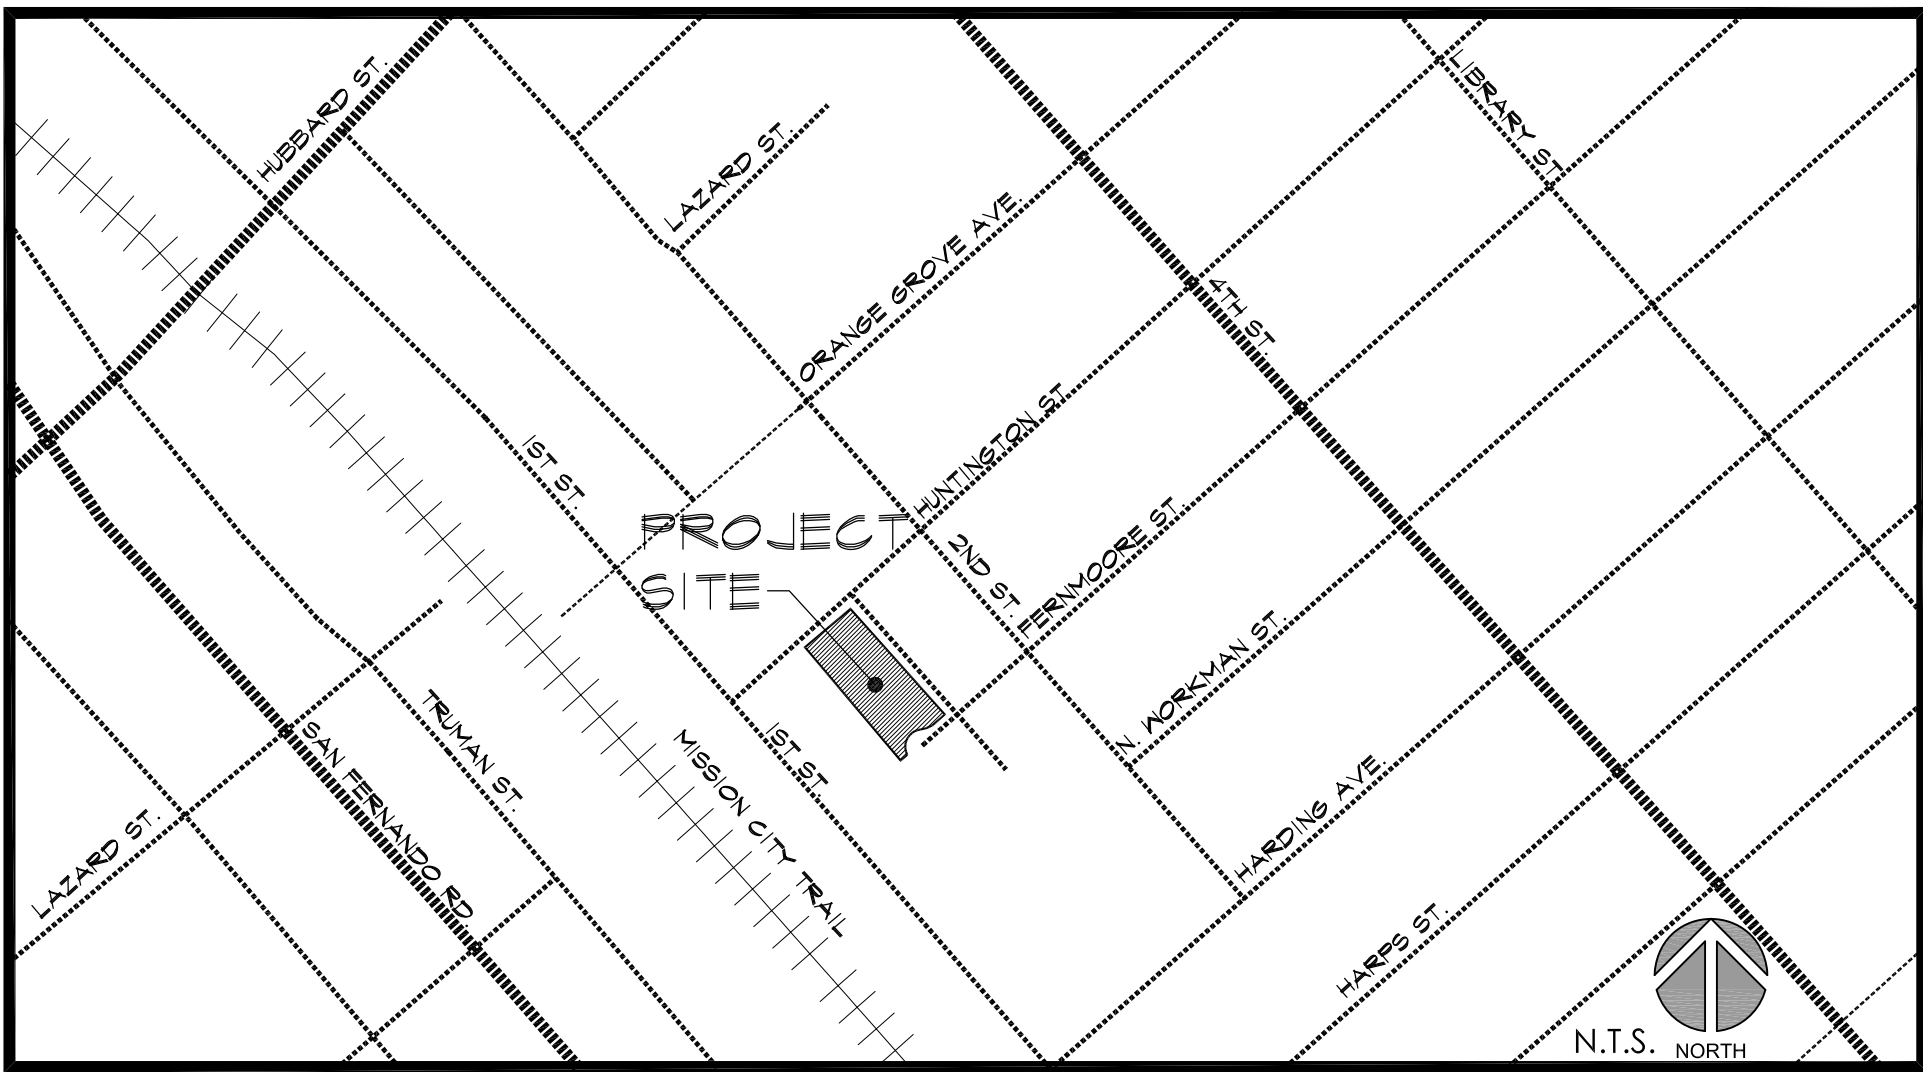 HUBBARD ST.
LIBRARY ST.
LAZARD ST.
ORANGE GROVE AVE.
4TH ST.
HUNTINGTON ST
1ST ST.
PROJECT
SITE
2ND ST.
FERNMOORE ST.
N. WORKMAN ST.
TRUMAN ST.
SAN FERNANDO RD.
MISSION CITY TRAIL
1ST ST.
HARDING AVE.
LAZARD ST.
HARPS ST.
N.T.S.
NORTH